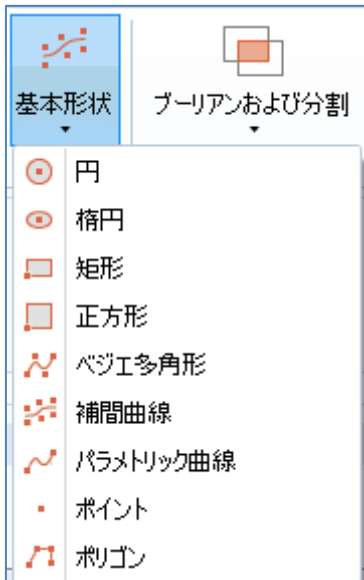 基本形状
ブーリアンおよび分割
円
楕円
矩形
正方形
ベジエ多角形
補間曲線
パラメトリック曲線
ポイント
ポリゴン